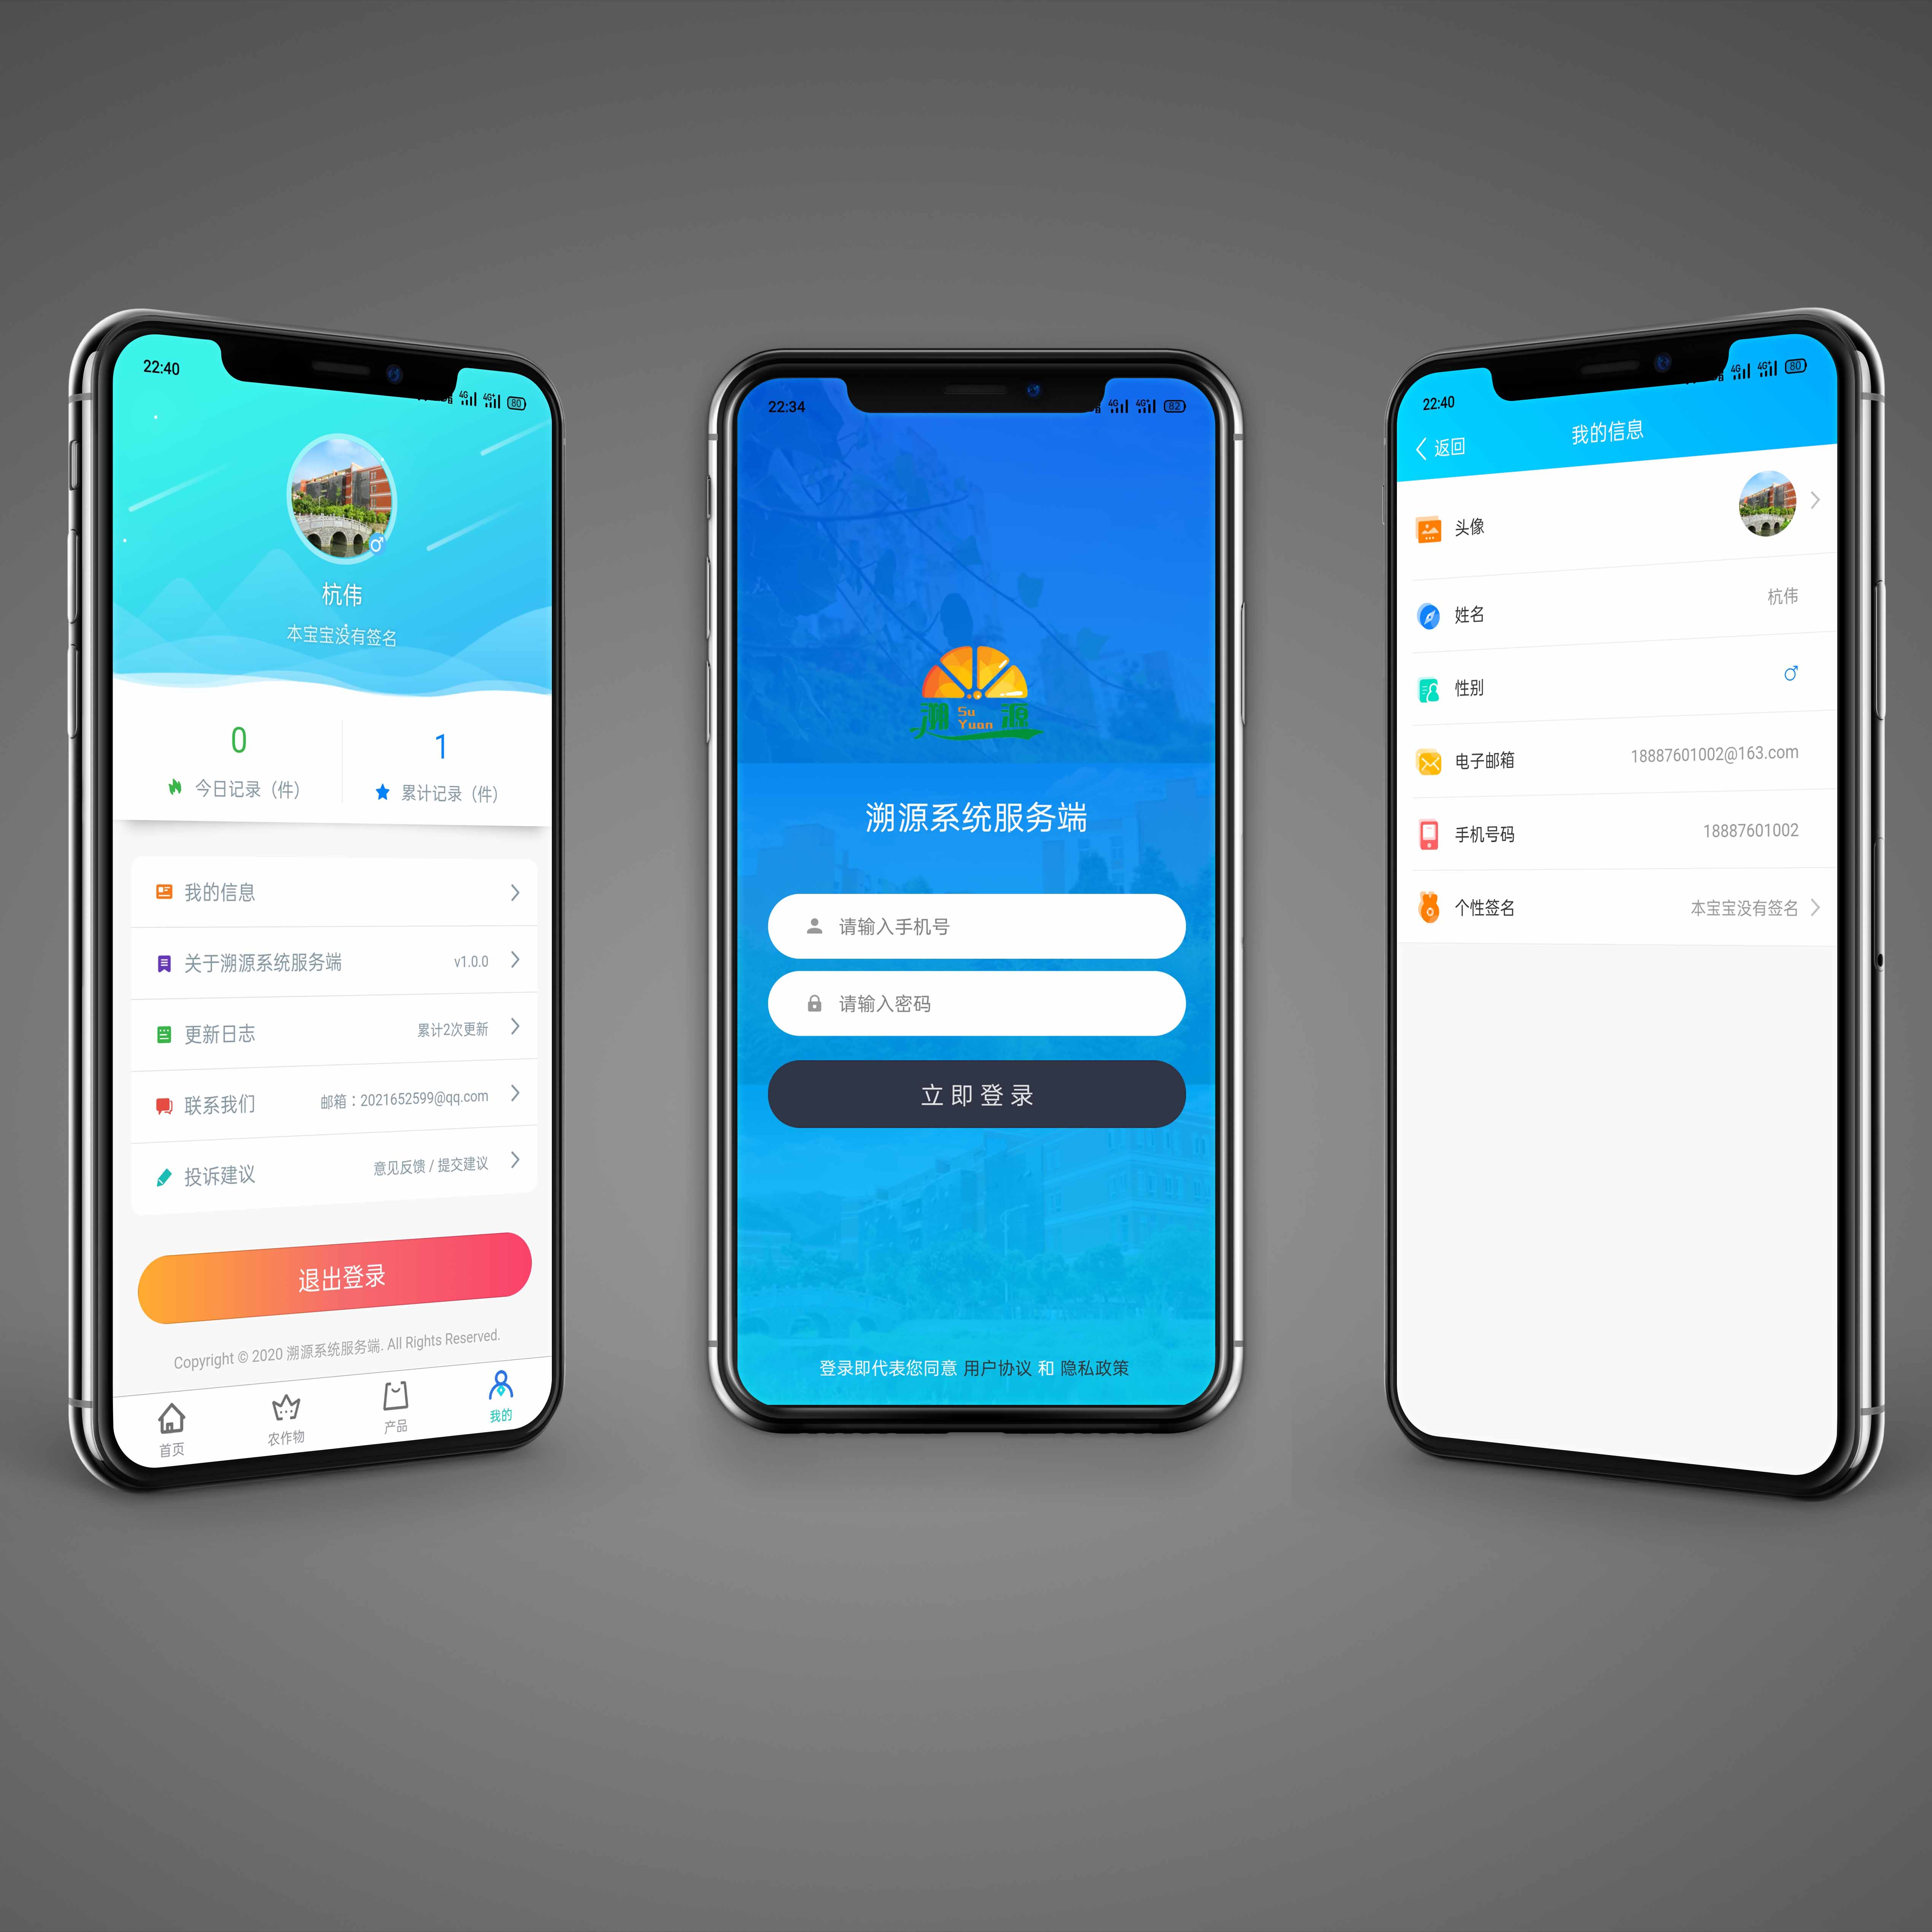 22:40
4G 4G+ 80
杭伟
本宝宝没有签名
0
今日记录（件）
1
累计记录（件）
我的信息
关于溯源系统服务端 v1.0.0
更新日志 累计2次更新
联系我们 邮箱：2021652599@qq.com
投诉建议 意见反馈 / 提交建议
退出登录
Copyright © 2020 溯源系统服务端. All Rights Reserved.
首页 农作物 产品 我的
22:34
4G 4G+ 82
溯 Su Yuan 源
溯源系统服务端
请输入手机号
请输入密码
立即登录
登录即代表您同意 用户协议 和 隐私政策
22:40
4G 4G+ 80
返回 我的信息
头像
姓名 杭伟
性别
电子邮箱 18887601002@163.com
手机号码 18887601002
个性签名 本宝宝没有签名